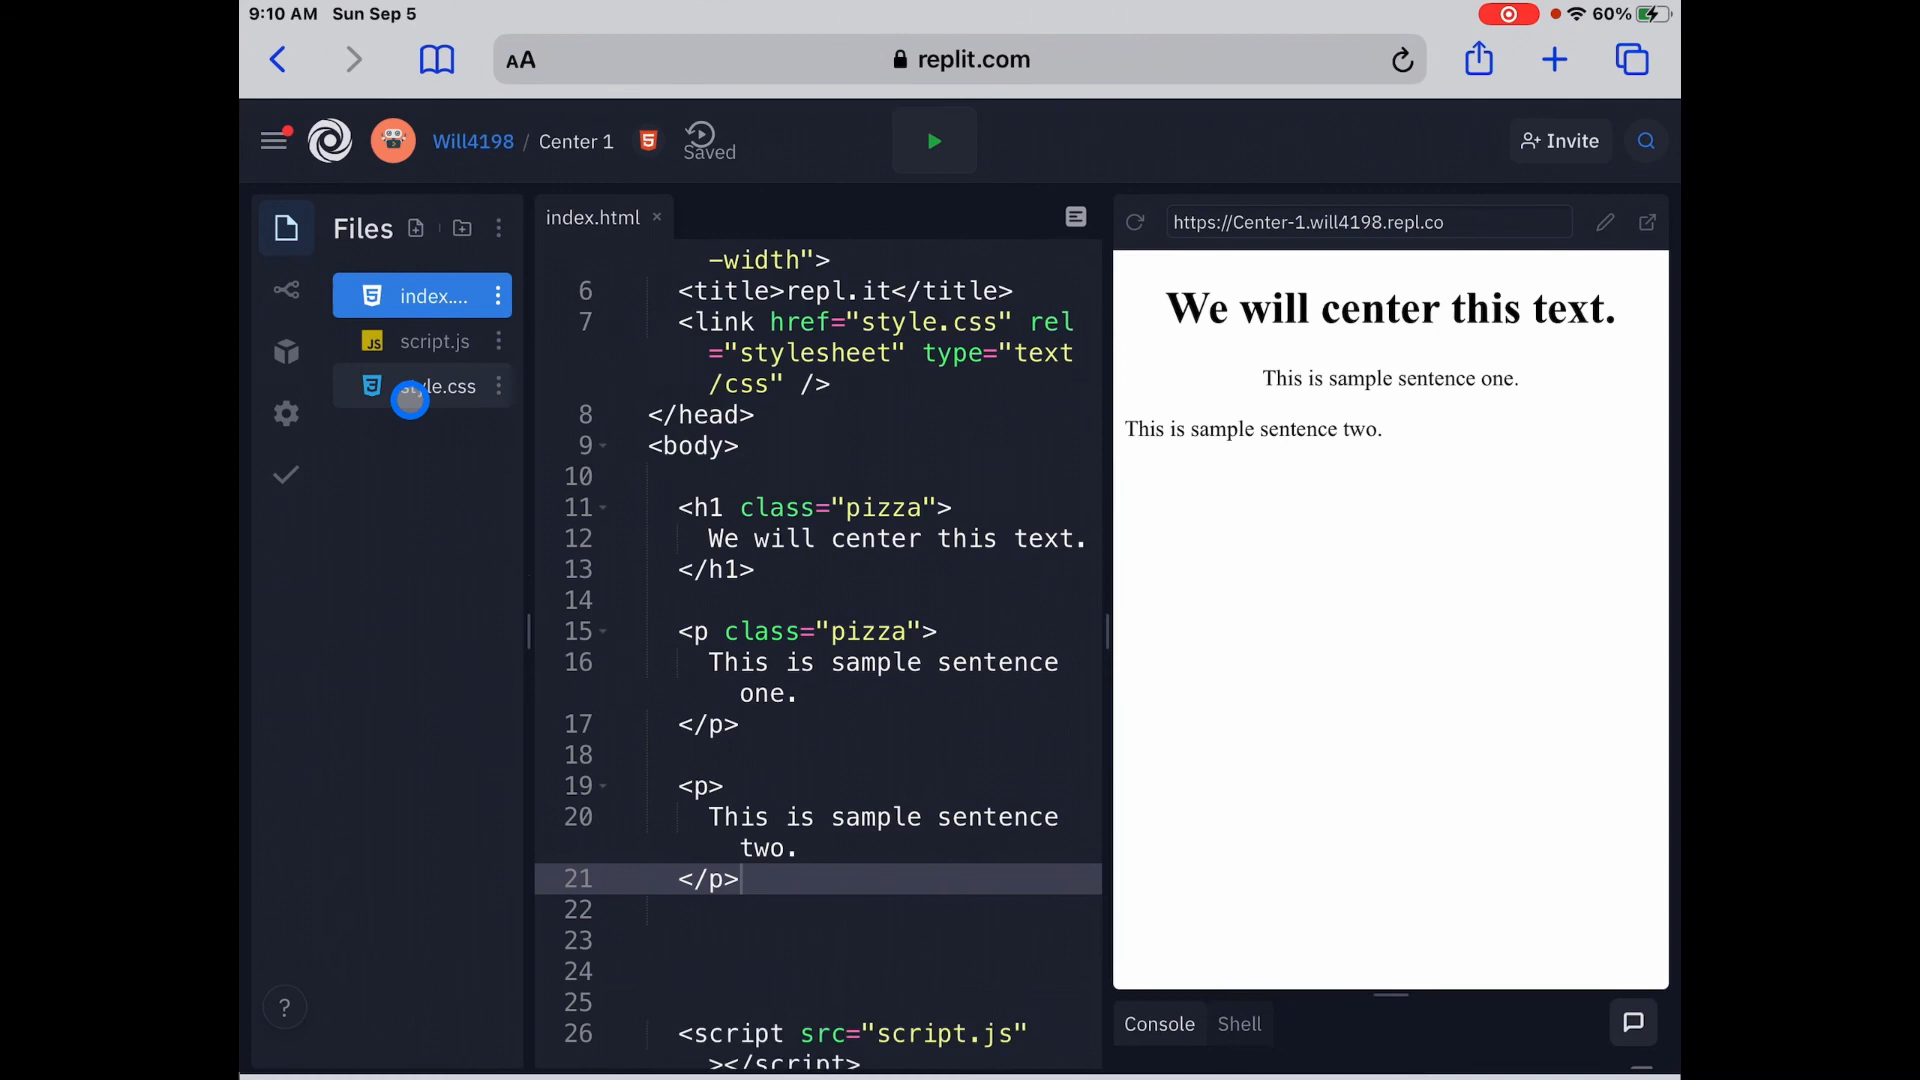 9:10 AM Sun Sep 5
60%
AA
replit.com
Will4198 / Center 1
5
Saved
Invite
Files
index....
JS script.js
style.css
index.html ×
https://Center-1.will4198.repl.co
-width">
6 <title>repl.it</title>
7 <link href="style.css" rel
="stylesheet" type="text
/css" />
8 </head>
9 <body>
10
11 <h1 class="pizza">
12 We will center this text.
13 </h1>
14
15 <p class="pizza">
16 This is sample sentence
one.
17 </p>
18
19 <p>
20 This is sample sentence
two.
21 </p>
22
23
24
25
26 <script src="script.js"
></script>
We will center this text.
This is sample sentence one.
This is sample sentence two.
?
Console Shell